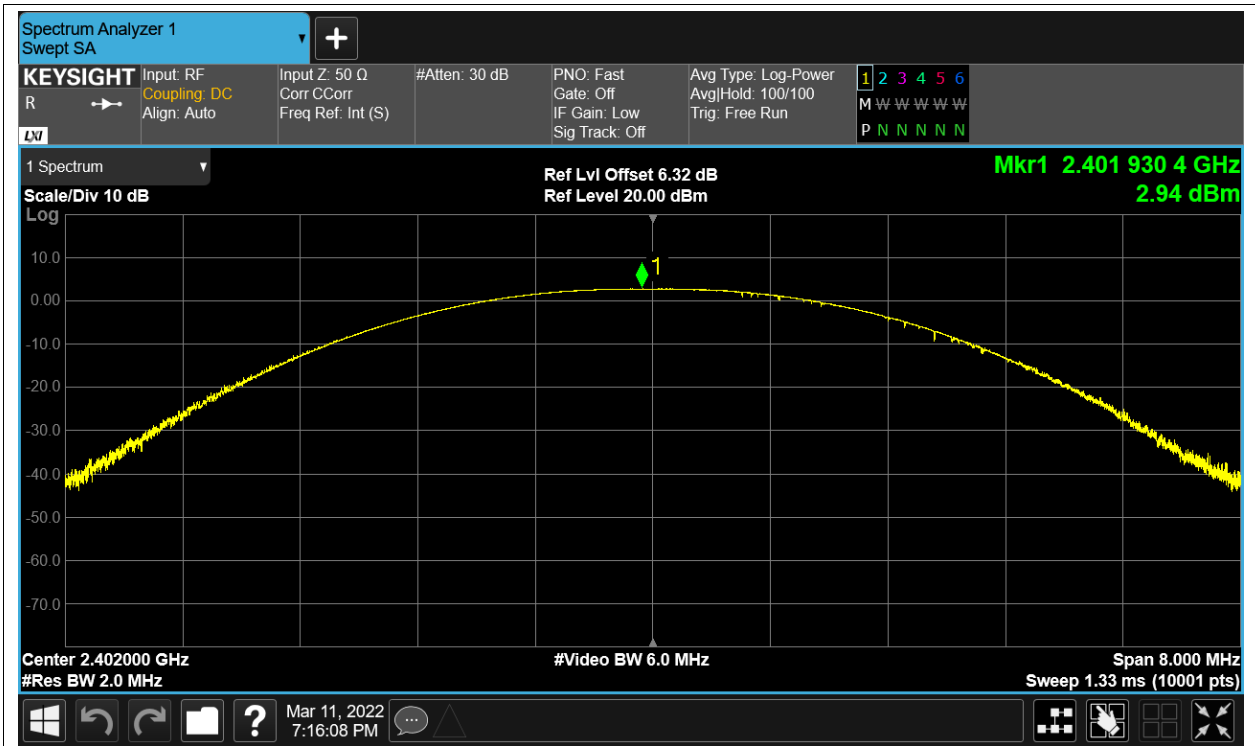 Spectrum Analyzer 1
Swept SA
KEYSIGHT
R
LXI
Input: RF
Coupling: DC
Align: Auto
Input Z: 50 Ω
Corr CCorr
Freq Ref: Int (S)
#Atten: 30 dB
PNO: Fast
Gate: Off
IF Gain: Low
Sig Track: Off
Avg Type: Log-Power
Avg|Hold: 100/100
Trig: Free Run
1 2 3 4 5 6
M W W W W W
P N N N N N
1 Spectrum
Scale/Div 10 dB
Log
Ref Lvl Offset 6.32 dB
Ref Level 20.00 dBm
Mkr1 2.401 930 4 GHz
2.94 dBm
10.0
1
0.00
-10.0
-20.0
-30.0
-40.0
-50.0
-60.0
-70.0
Center 2.402000 GHz
#Res BW 2.0 MHz
#Video BW 6.0 MHz
Span 8.000 MHz
Sweep 1.33 ms (10001 pts)
?
Mar 11, 2022
7:16:08 PM